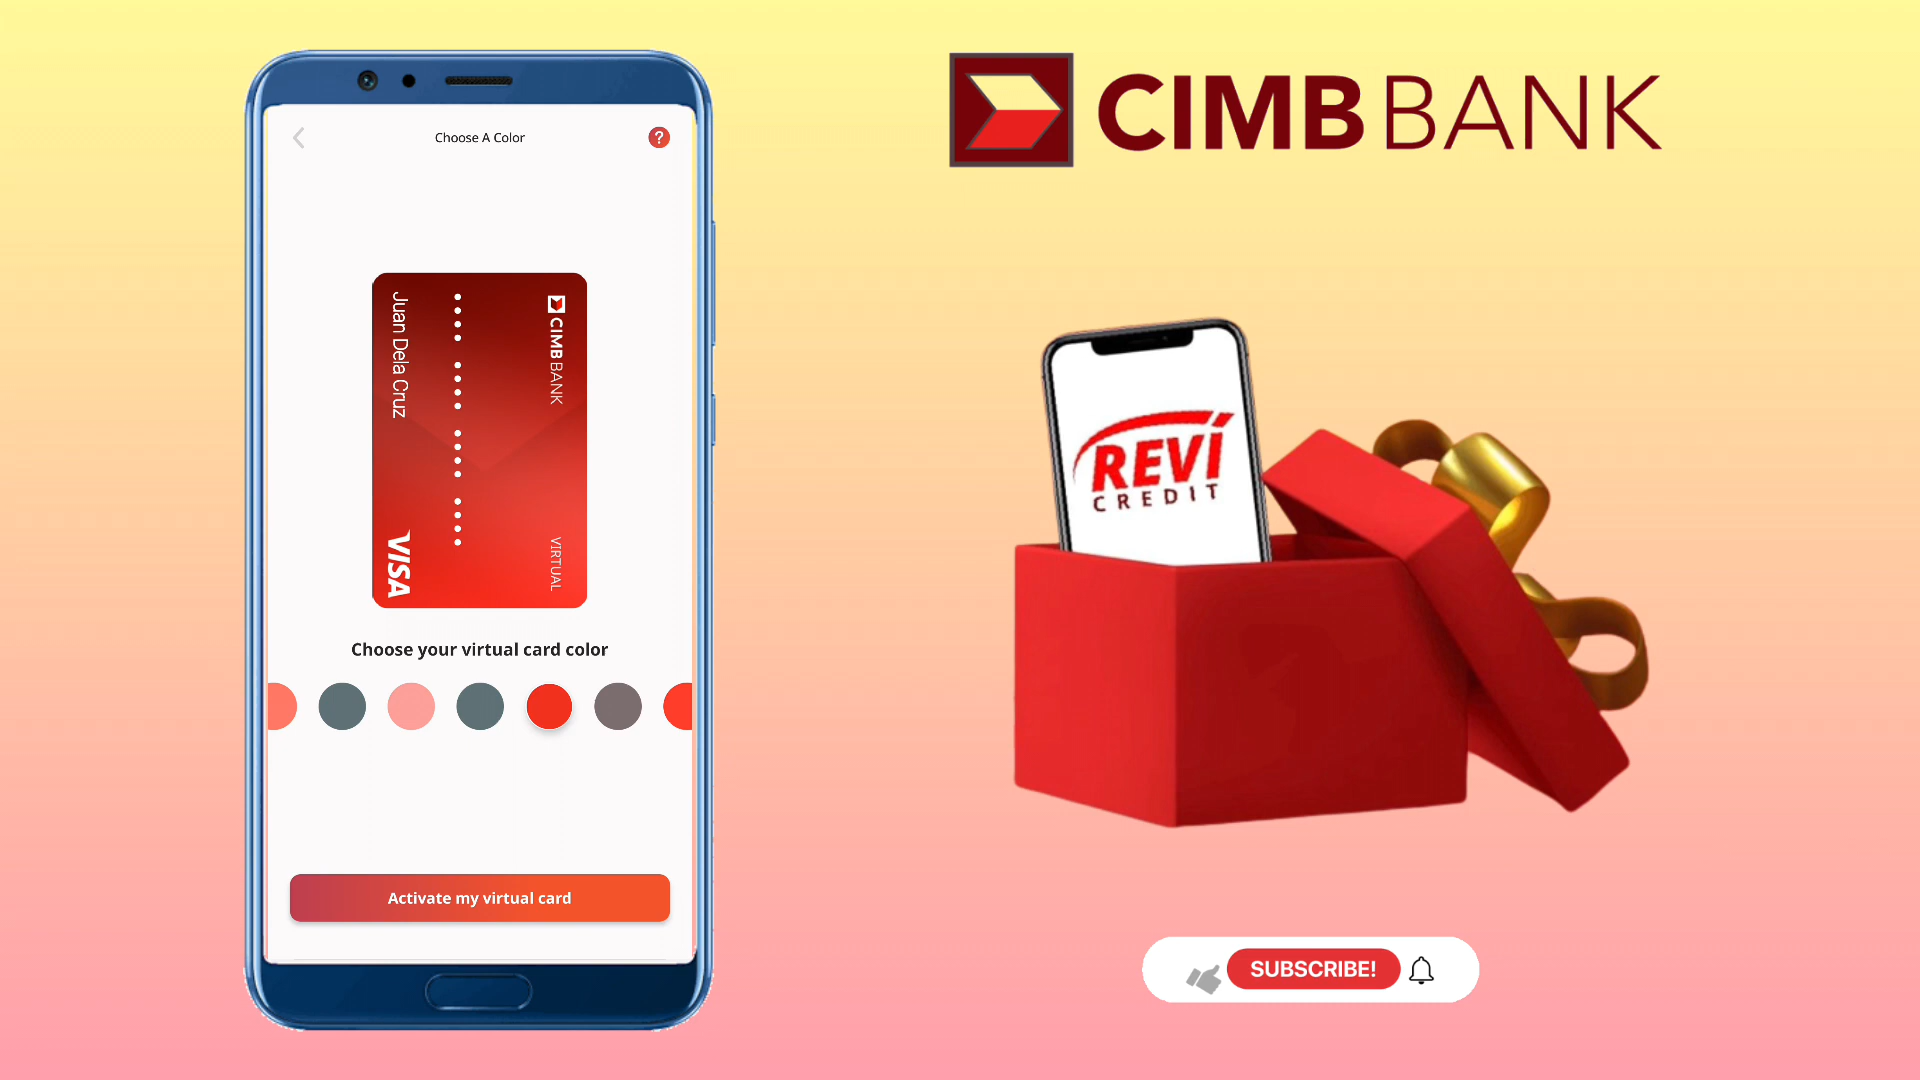 Choose A Color
?
CIMB BANK
Juan Dela Cruz
VIRTUAL
VISA
Choose your virtual card color
Activate my virtual card
CIMB BANK
REVÍ
CREDIT
SUBSCRIBE!